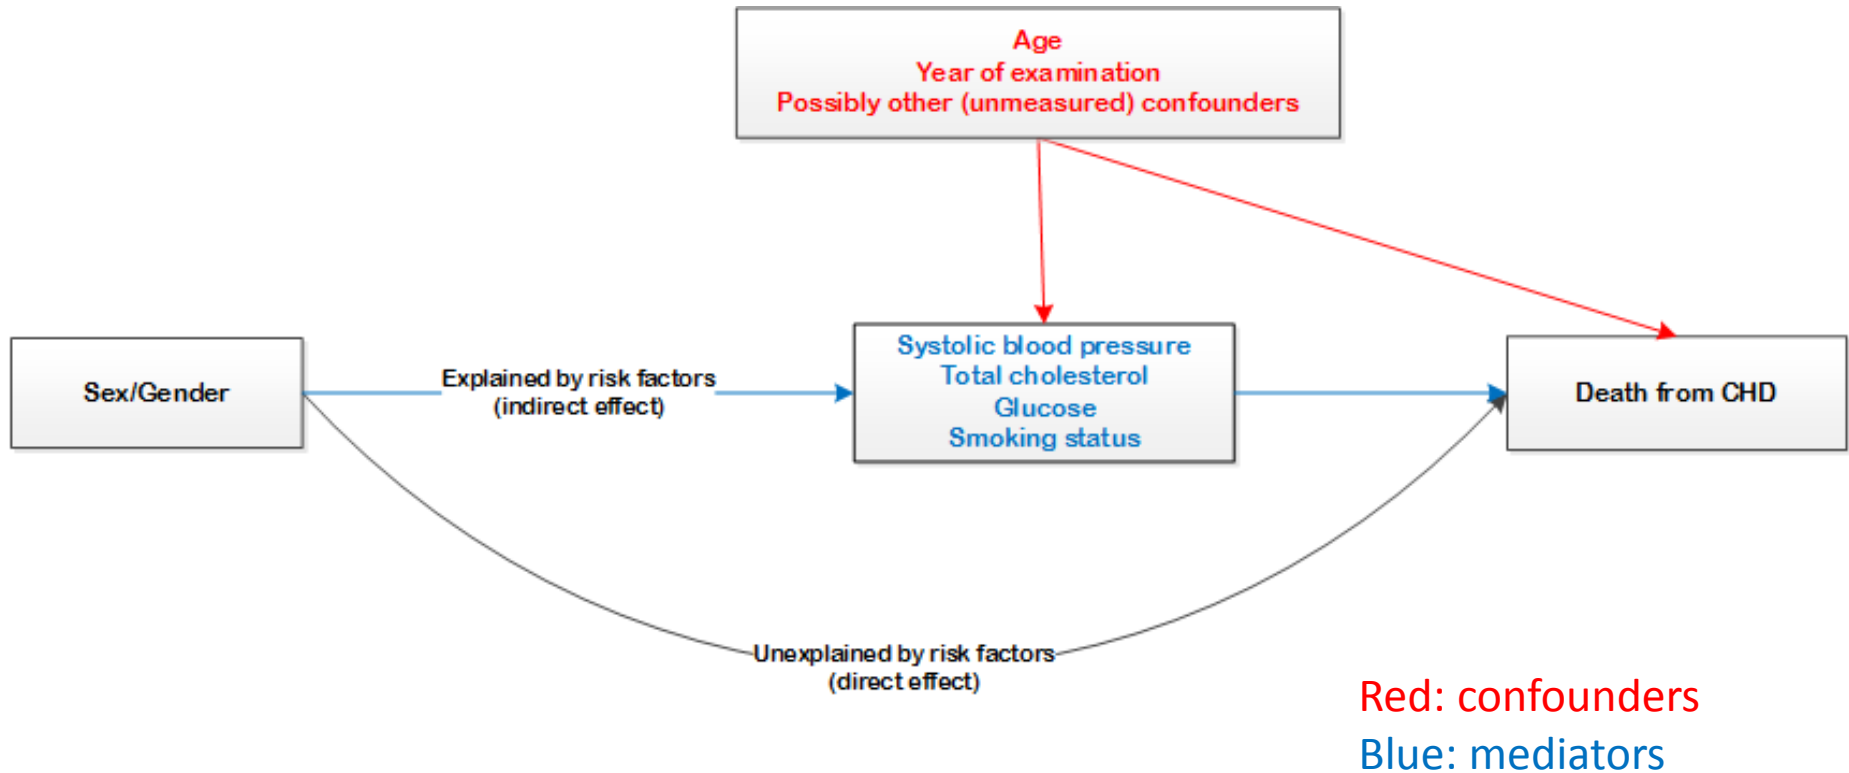 Age
Year of examination
Possibly other (unmeasured) confounders
Sex/Gender
Explained by risk factors
(indirect effect)
Systolic blood pressure
Total cholesterol
Glucose
Smoking status
Death from CHD
Unexplained by risk factors
(direct effect)
Red: confounders
Blue: mediators